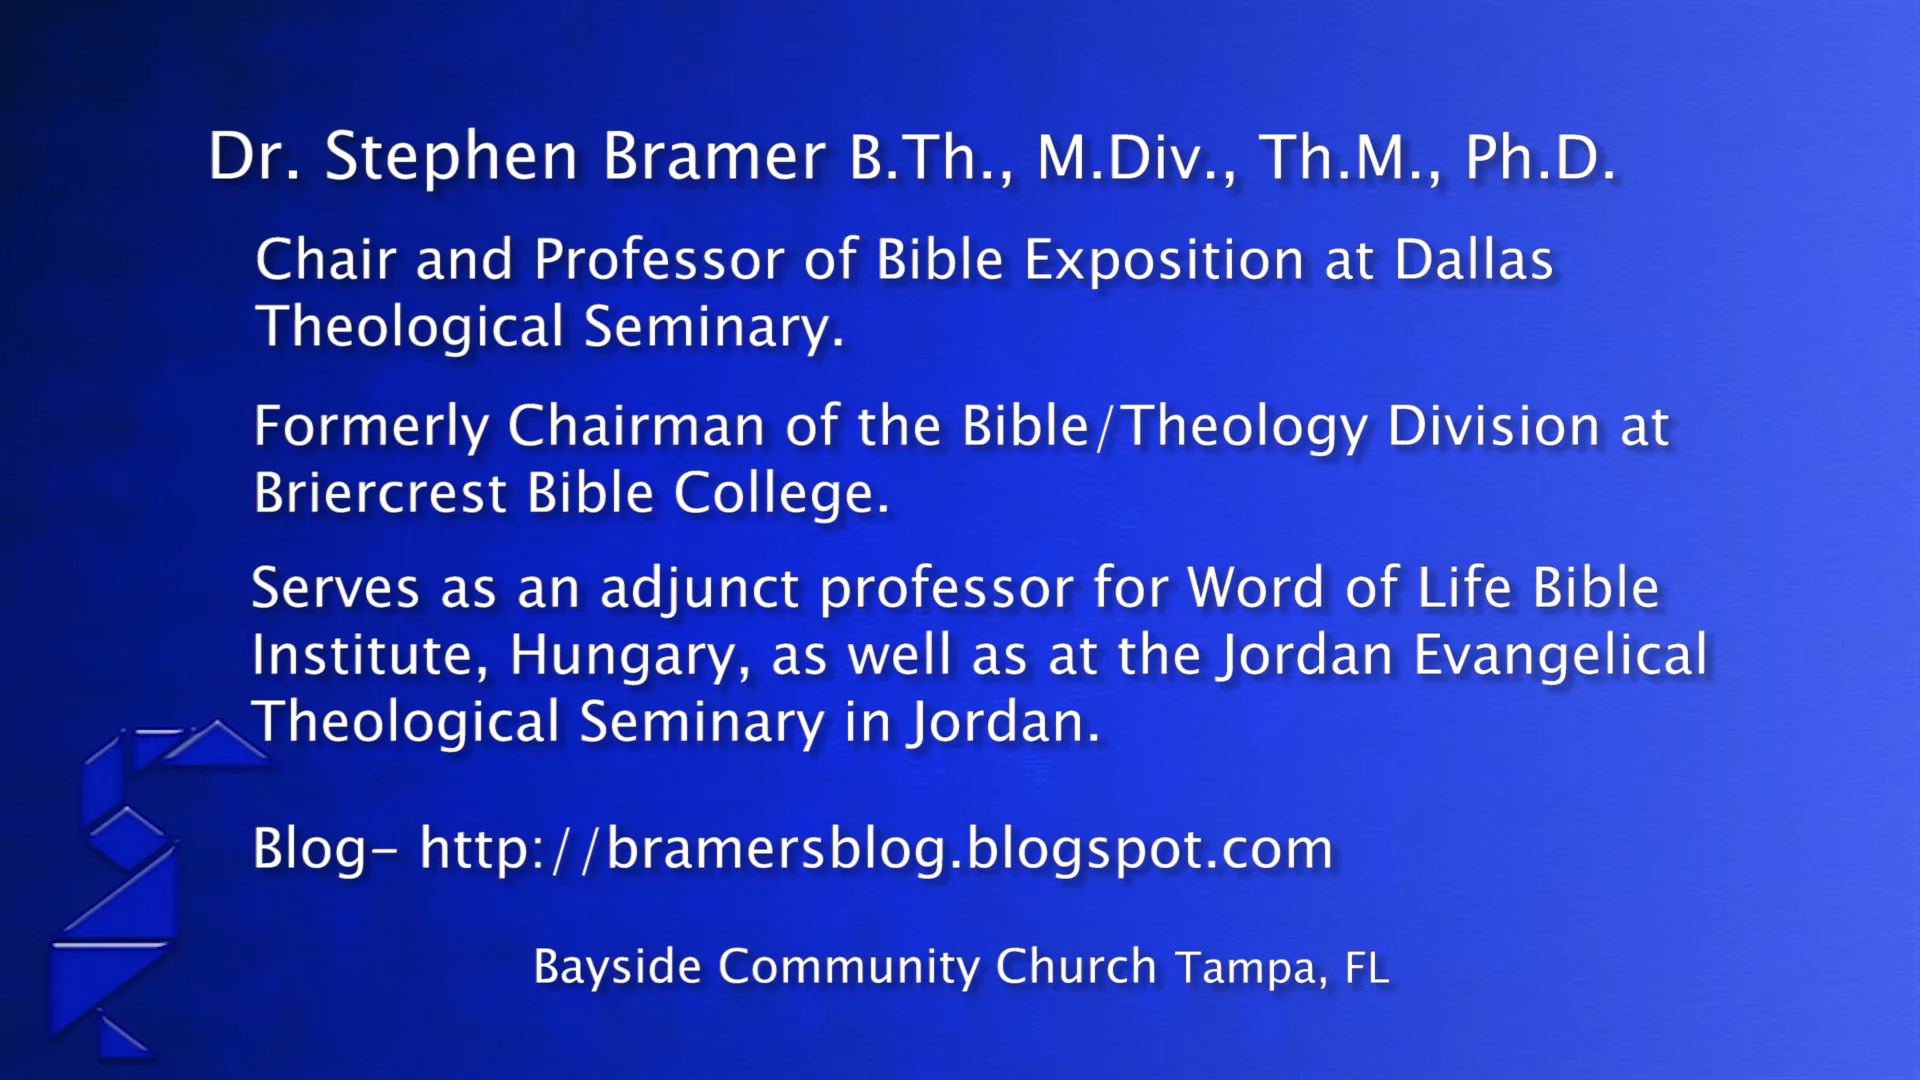 Dr. Stephen Bramer B.Th., M.Div., Th.M., Ph.D.
Chair and Professor of Bible Exposition at Dallas
Theological Seminary.
Formerly Chairman of the Bible/Theology Division at
Briercrest Bible College.
Serves as an adjunct professor for Word of Life Bible
Institute, Hungary, as well as at the Jordan Evangelical
Theological Seminary in Jordan.
Blog– http://bramersblog.blogspot.com
Bayside Community Church Tampa, FL